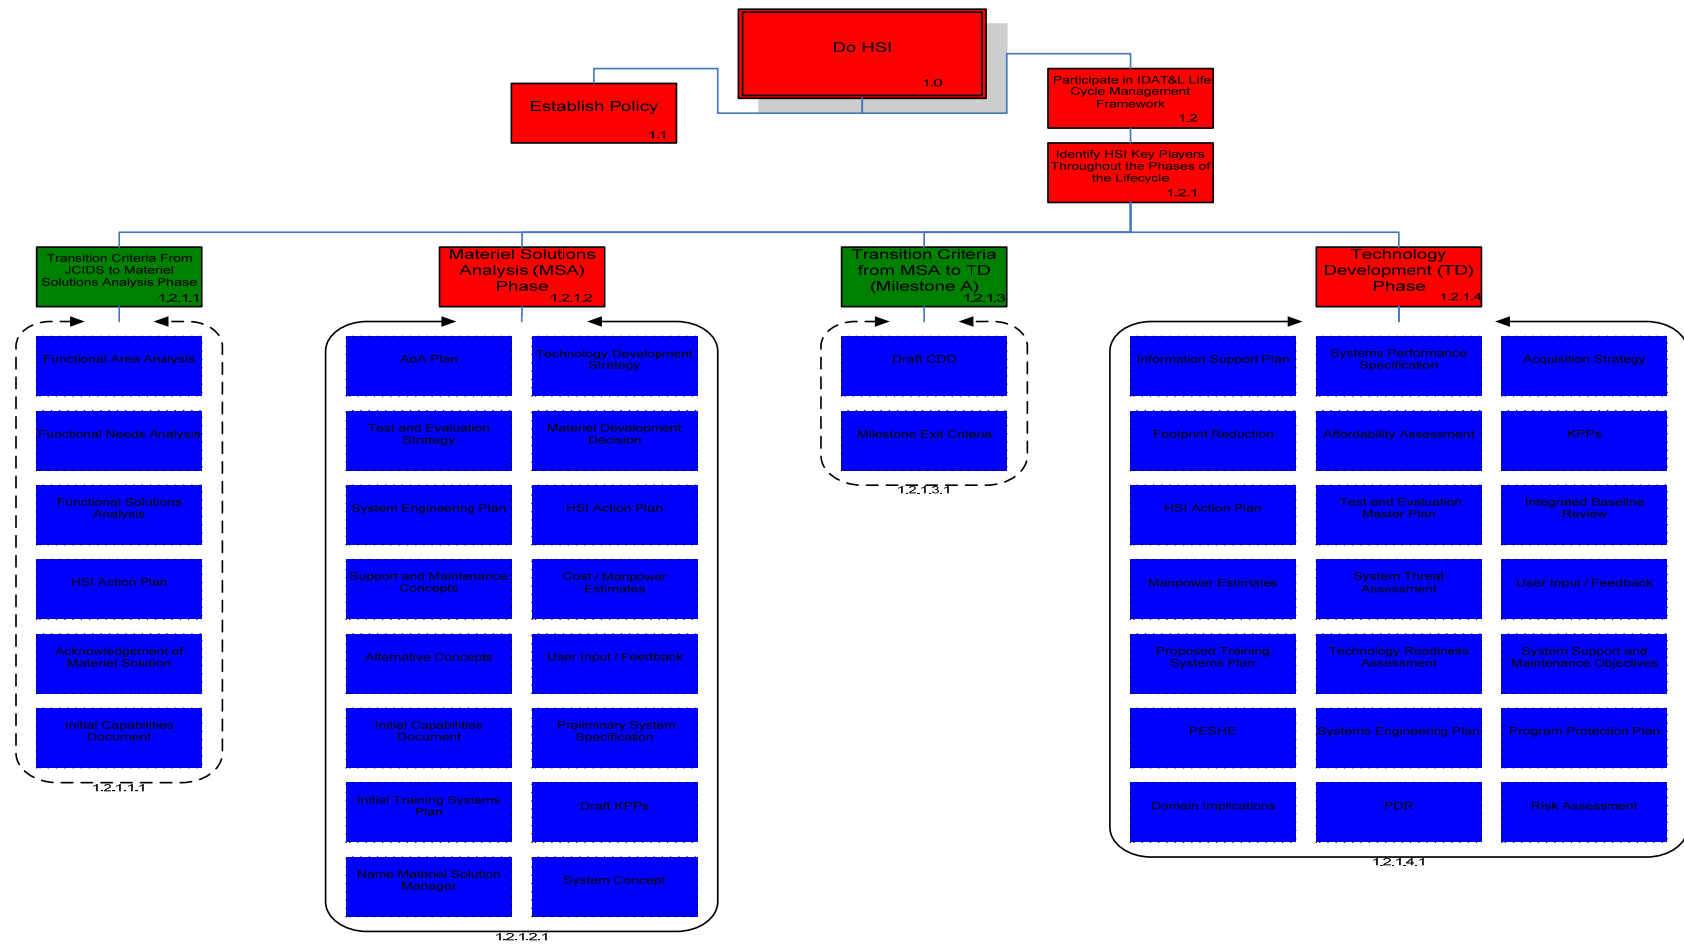 Do HSI
1.0
Establish Policy
1.1
Participate in IDAT&L Life
Cycle Management
Framework
1.2
Identify HSI Key Players
Throughout the Phases of
the Lifecycle
1.2.1
Transition Criteria From
JCIDS to Materiel
Solutions Analysis Phase
1.2.1.1
Materiel Solutions
Analysis (MSA)
Phase
1.2.1.2
Transition Criteria
from MSA to TD
(Milestone A)
1.2.1.3
Technology
Development (TD)
Phase
1.2.1.4
Functional Area Analysis
Functional Needs Analysis
Functional Solutions
Analysis
HSI Action Plan
Acknowledgement of
Materiel Solution
Initial Capabilities
Document
1.2.1.1.1
AoA Plan
Technology Development
Strategy
Test and Evaluation
Strategy
Materiel Development
Decision
System Engineering Plan
HSI Action Plan
Support and Maintenance
Concepts
Cost / Manpower
Estimates
Alternative Concepts
User Input / Feedback
Initial Capabilities
Document
Preliminary System
Specification
Initial Training Systems
Plan
Draft KPPs
Name Materiel Solution
Manager
System Concept
1.2.1.2.1
Draft CDD
Milestone Exit Criteria
1.2.1.3.1
Information Support Plan
Systems Performance
Specification
Acquisition Strategy
Footprint Reduction
Affordability Assessment
KPPs
HSI Action Plan
Test and Evaluation
Master Plan
Integrated Baseline
Review
Manpower Estimates
System Threat
Assessment
User Input / Feedback
Proposed Training
Systems Plan
Technology Readiness
Assessment
System Support and
Maintenance Objectives
PESHE
Systems Engineering Plan
Program Protection Plan
Domain Implications
PDR
Risk Assessment
1.2.1.4.1